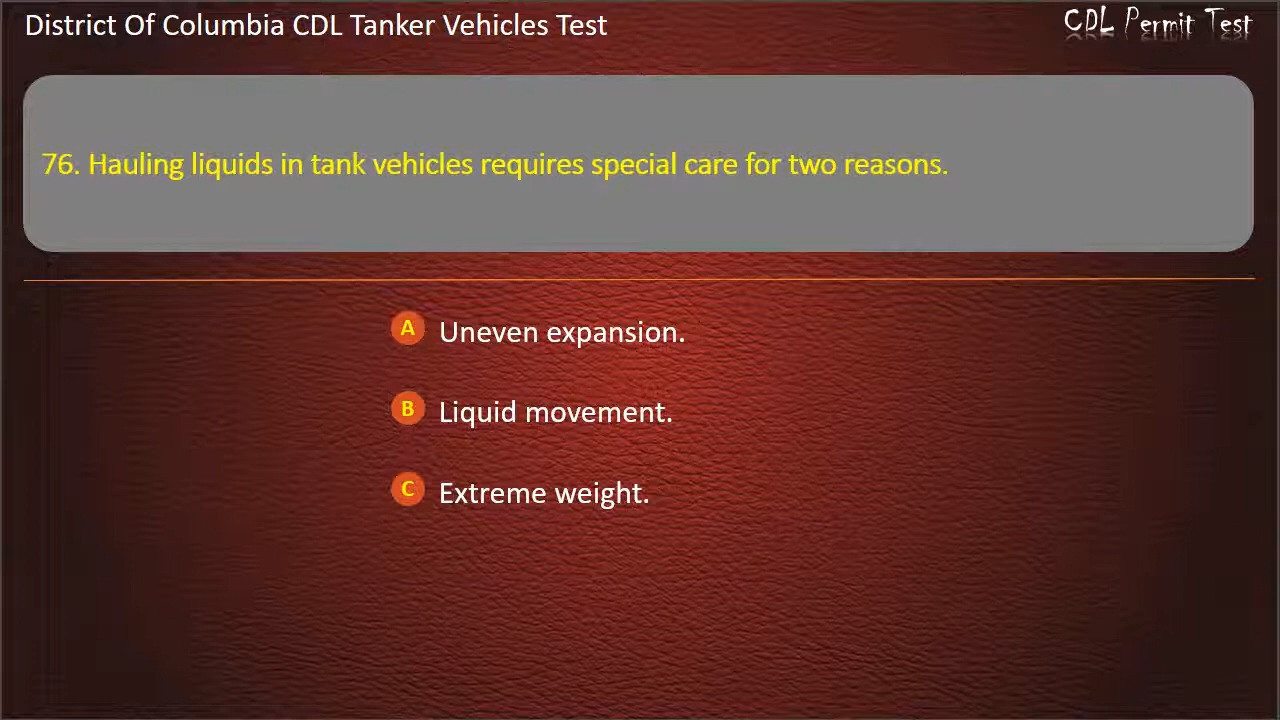 District Of Columbia CDL Tanker Vehicles Test
CDL Permit Test
76. Hauling liquids in tank vehicles requires special care for two reasons.
A Uneven expansion.
B Liquid movement.
C Extreme weight.